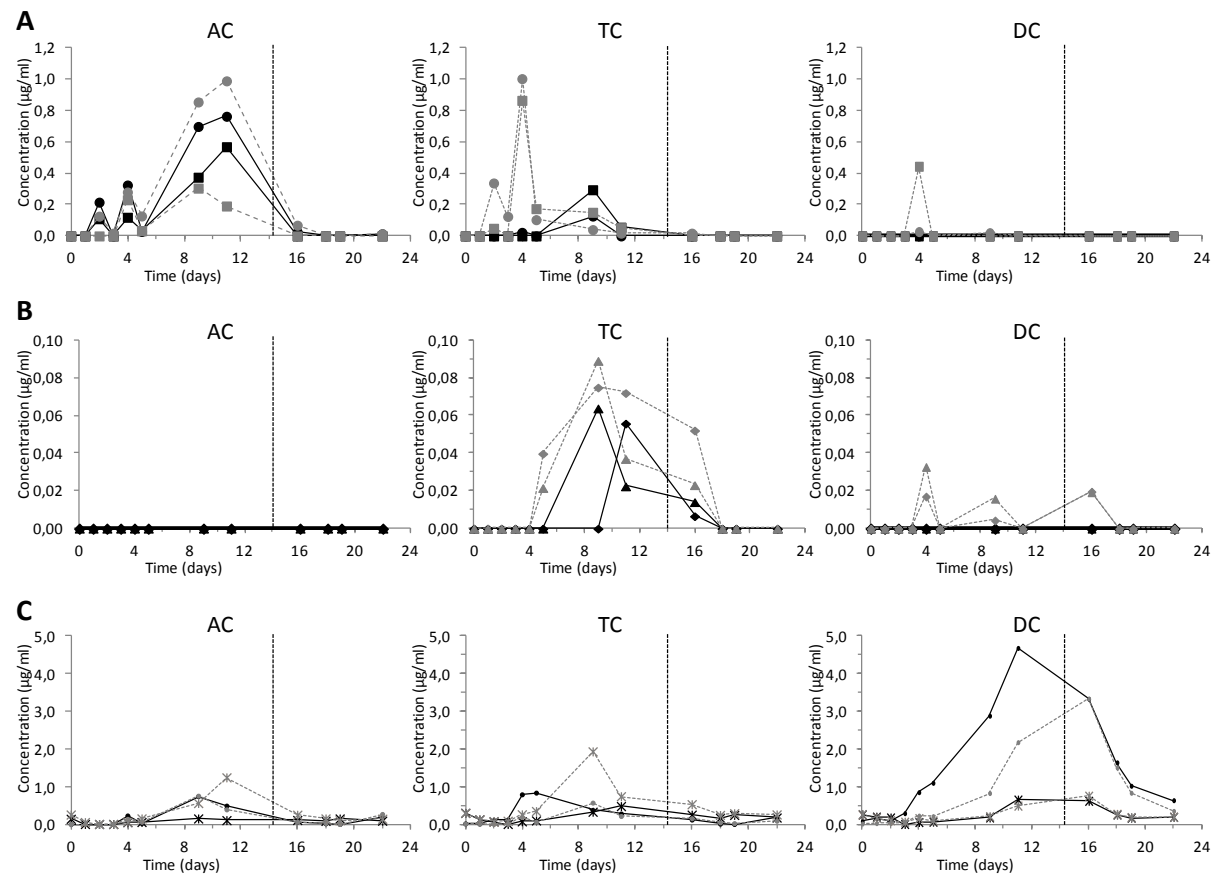 A
AC
TC
DC
Concentration (µg/ml)
1,2
1,0
0,8
0,6
0,4
0,2
0,0
0 4 8 12 16 20 24
Time (days)
Concentration (µg/ml)
1,2
1,0
0,8
0,6
0,4
0,2
0,0
0 4 8 12 16 20 24
Time (days)
Concentration (µg/ml)
1,2
1,0
0,8
0,6
0,4
0,2
0,0
0 4 8 12 16 20 24
Time (days)
B
AC
TC
DC
Concentration (µg/ml)
0,10
0,08
0,06
0,04
0,02
0,00
0 4 8 12 16 20 24
Time (days)
Concentration (µg/ml)
0,10
0,08
0,06
0,04
0,02
0,00
0 4 8 12 16 20 24
Time (days)
Concentration (µg/ml)
0,10
0,08
0,06
0,04
0,02
0,00
0 4 8 12 16 20 24
Time (days)
C
AC
TC
DC
Concentration (µg/ml)
5,0
4,0
3,0
2,0
1,0
0,0
0 4 8 12 16 20 24
Time (days)
Concentration (µg/ml)
5,0
4,0
3,0
2,0
1,0
0,0
0 4 8 12 16 20 24
Time (days)
Concentration (µg/ml)
5,0
4,0
3,0
2,0
1,0
0,0
0 4 8 12 16 20 24
Time (days)